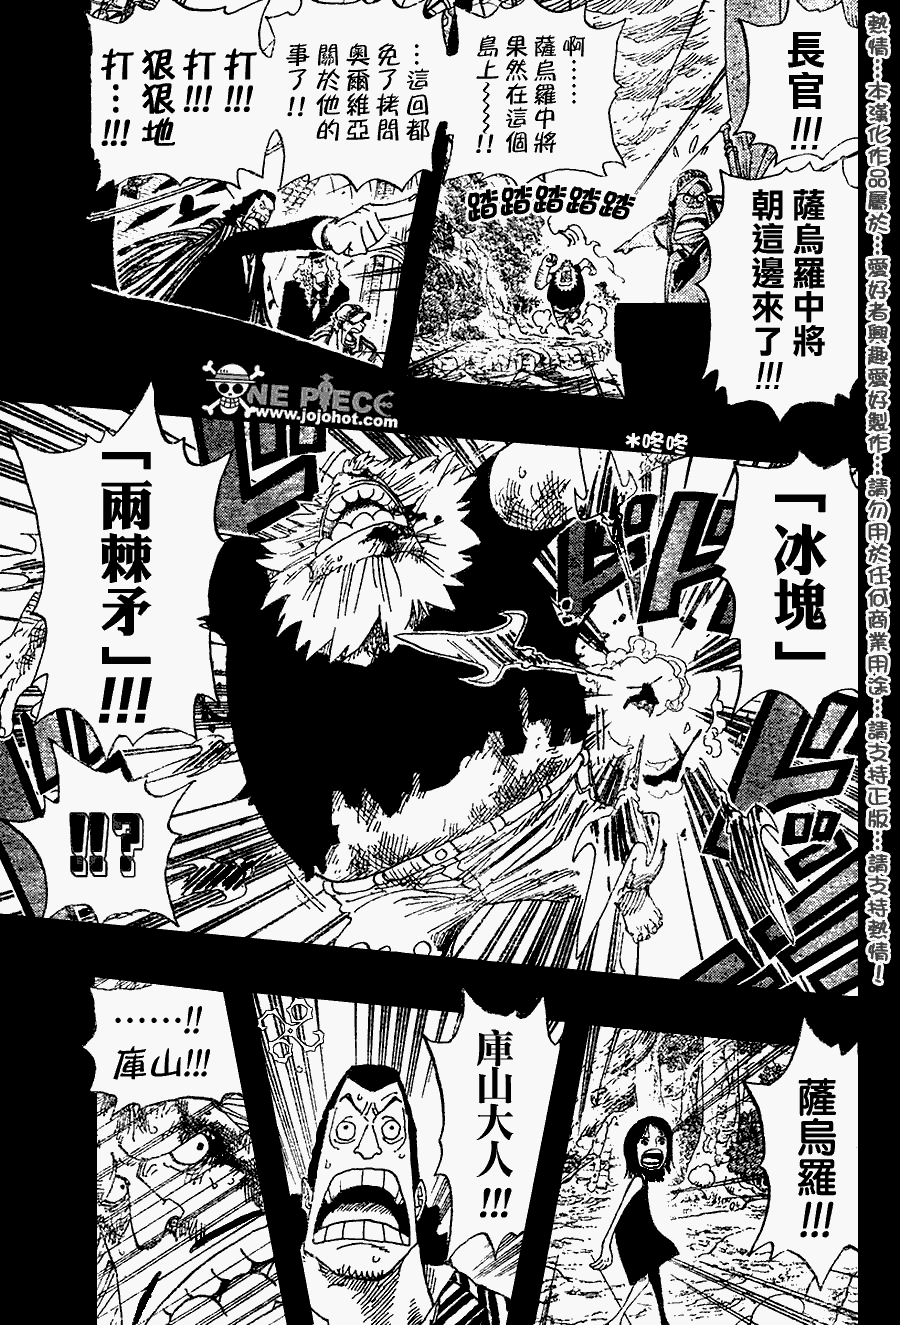 長官!!!
薩烏羅中將
朝這邊來了!!!
啊……
薩烏羅中將
果然在這個
島上～～～!!
踏踏踏踏踏
…這回都
免了拷問
奧爾維亞
關於他的
事了!!
打!!!
打!!!
狠狠地
打…!!!
ONE PIECE
www.jojohot.com
*咚咚
「冰塊」
「兩棘矛」!!!
!!?
薩烏羅!!!
庫山大人!!!
……!!
庫山!!!
熱情…本漢化作品屬於…愛好者興趣愛好製作…請勿用於任何商業用途…請支持正版…請支持熱情！